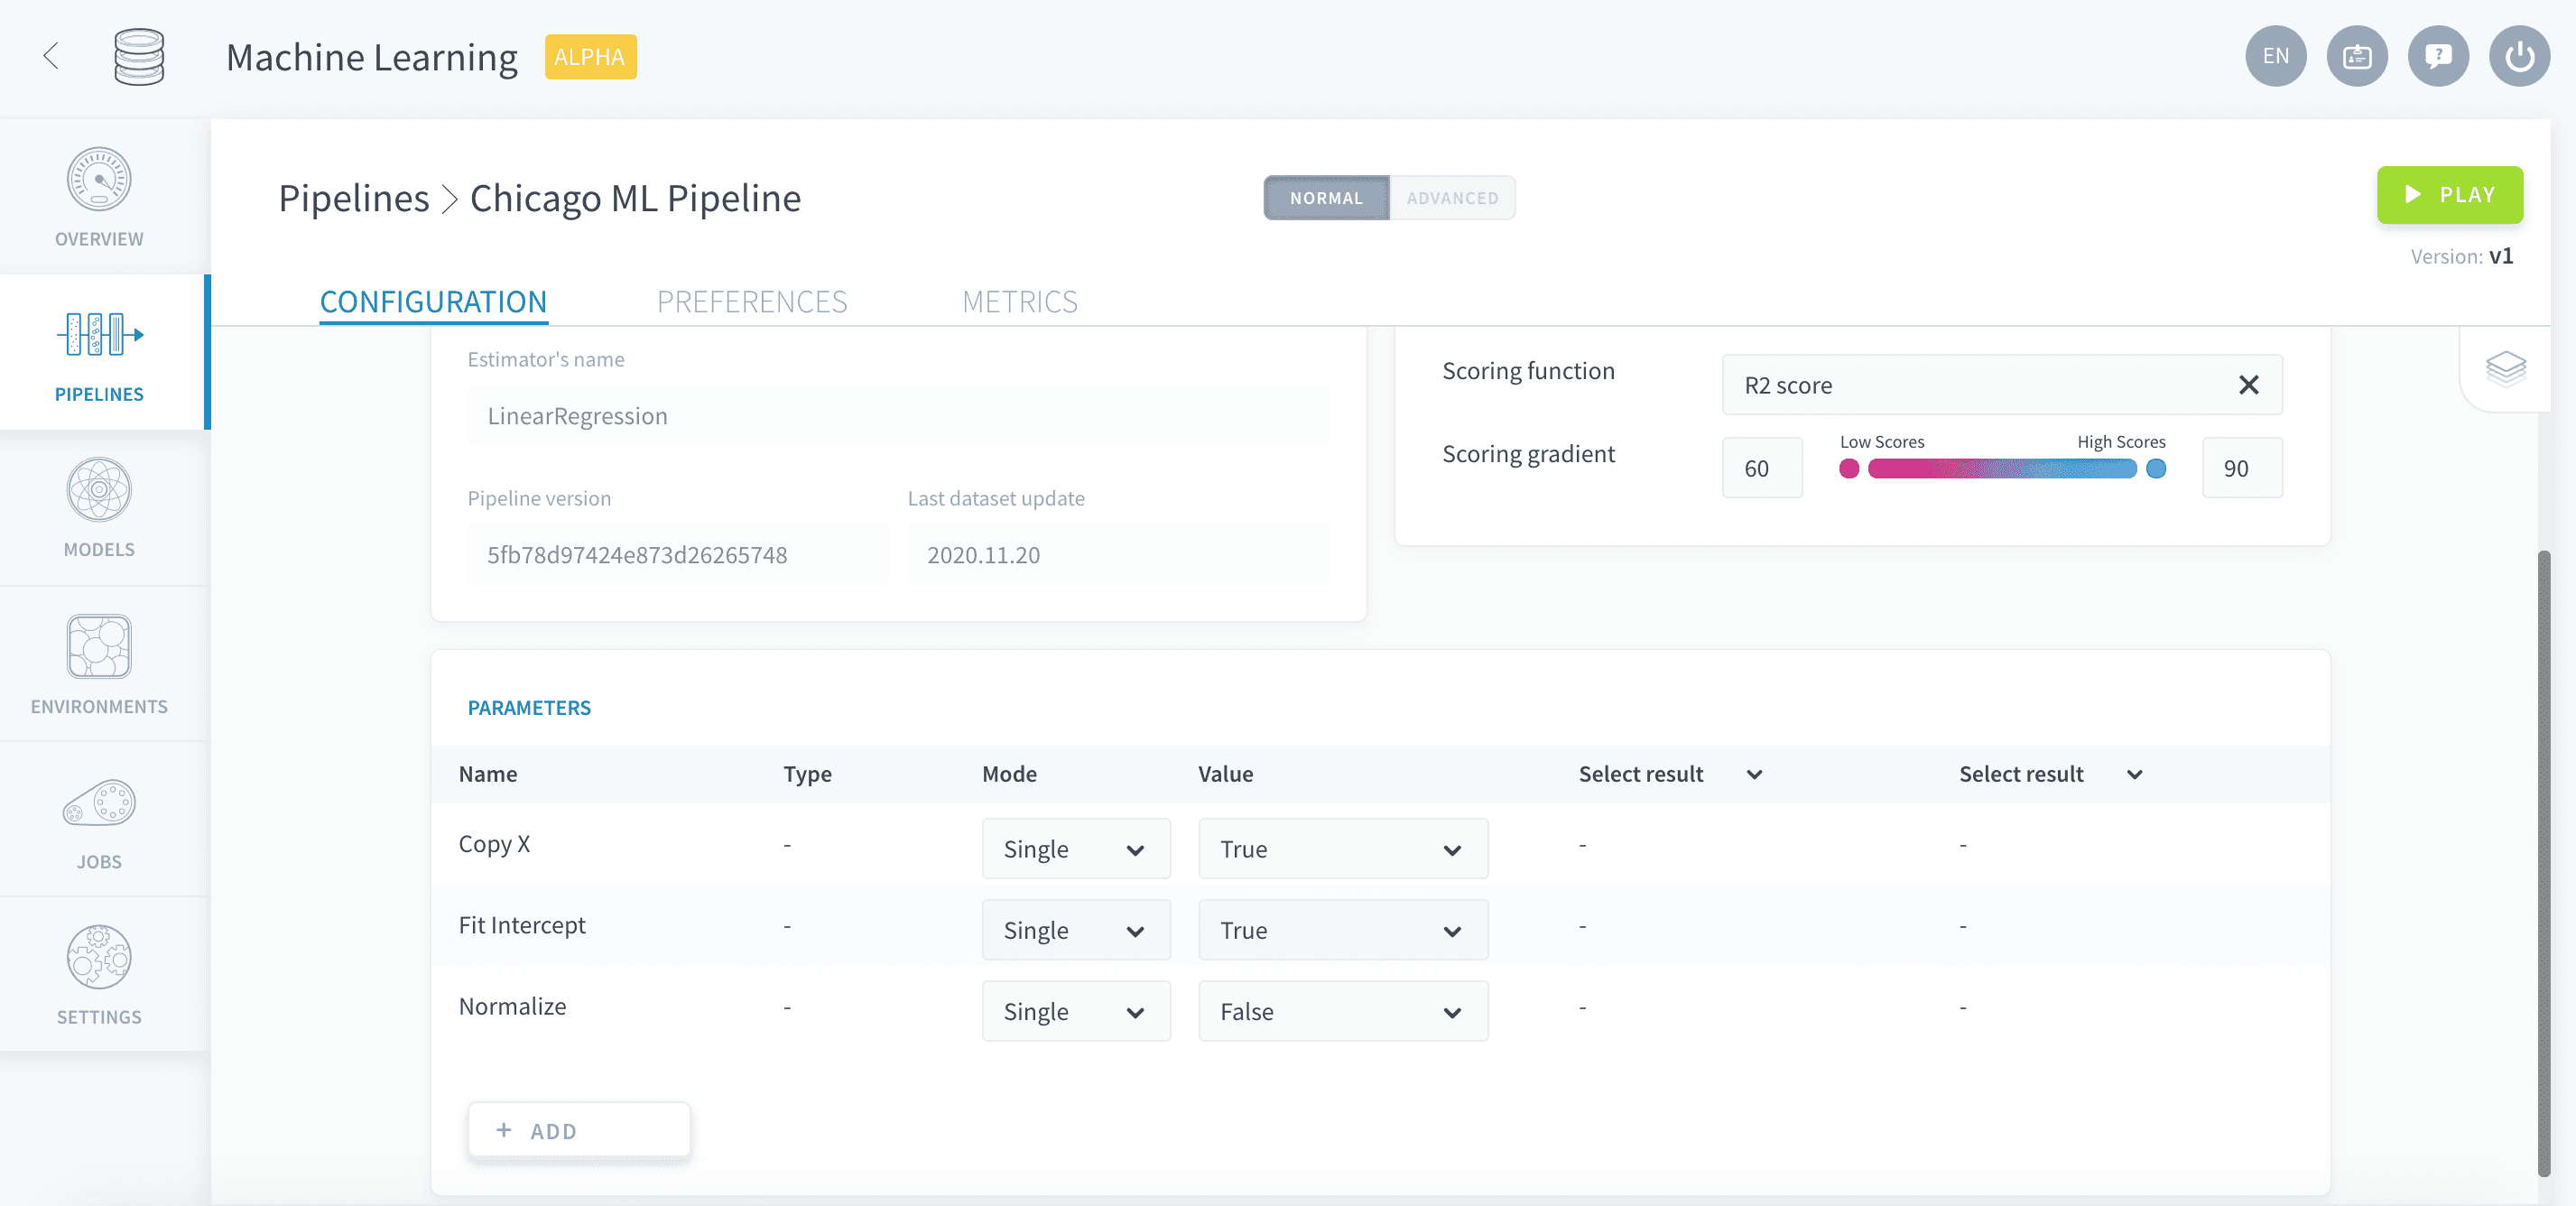 Machine Learning ALPHA
EN
OVERVIEW
PIPELINES
MODELS
ENVIRONMENTS
JOBS
SETTINGS
Pipelines > Chicago ML Pipeline
NORMAL ADVANCED
PLAY
Version: v1
CONFIGURATION PREFERENCES METRICS
Estimator's name
LinearRegression
Pipeline version Last dataset update
5fb78d97424e873d26265748 2020.11.20
Scoring function R2 score
Scoring gradient 60 Low Scores High Scores 90
PARAMETERS
Name Type Mode Value Select result Select result
Copy X - Single True - -
Fit Intercept - Single True - -
Normalize - Single False - -
+ ADD